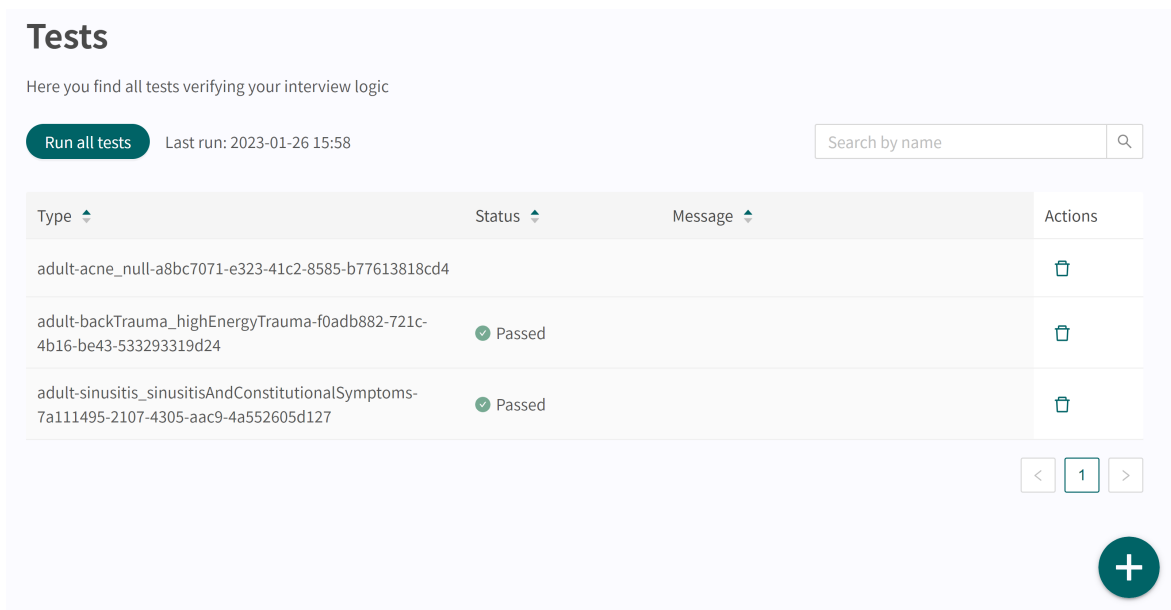 Tests
Here you find all tests verifying your interview logic
Run all tests Last run: 2023-01-26 15:58 Search by name
Type Status Message Actions
adult-acne_null-a8bc7071-e323-41c2-8585-b77613818cd4
adult-backTrauma_highEnergyTrauma-f0adb882-721c-
4b16-be43-533293319d24
Passed
adult-sinusitis_sinusitisAndConstitutionalSymptoms-
7a111495-2107-4305-aac9-4a552605d127
Passed
< 1 >